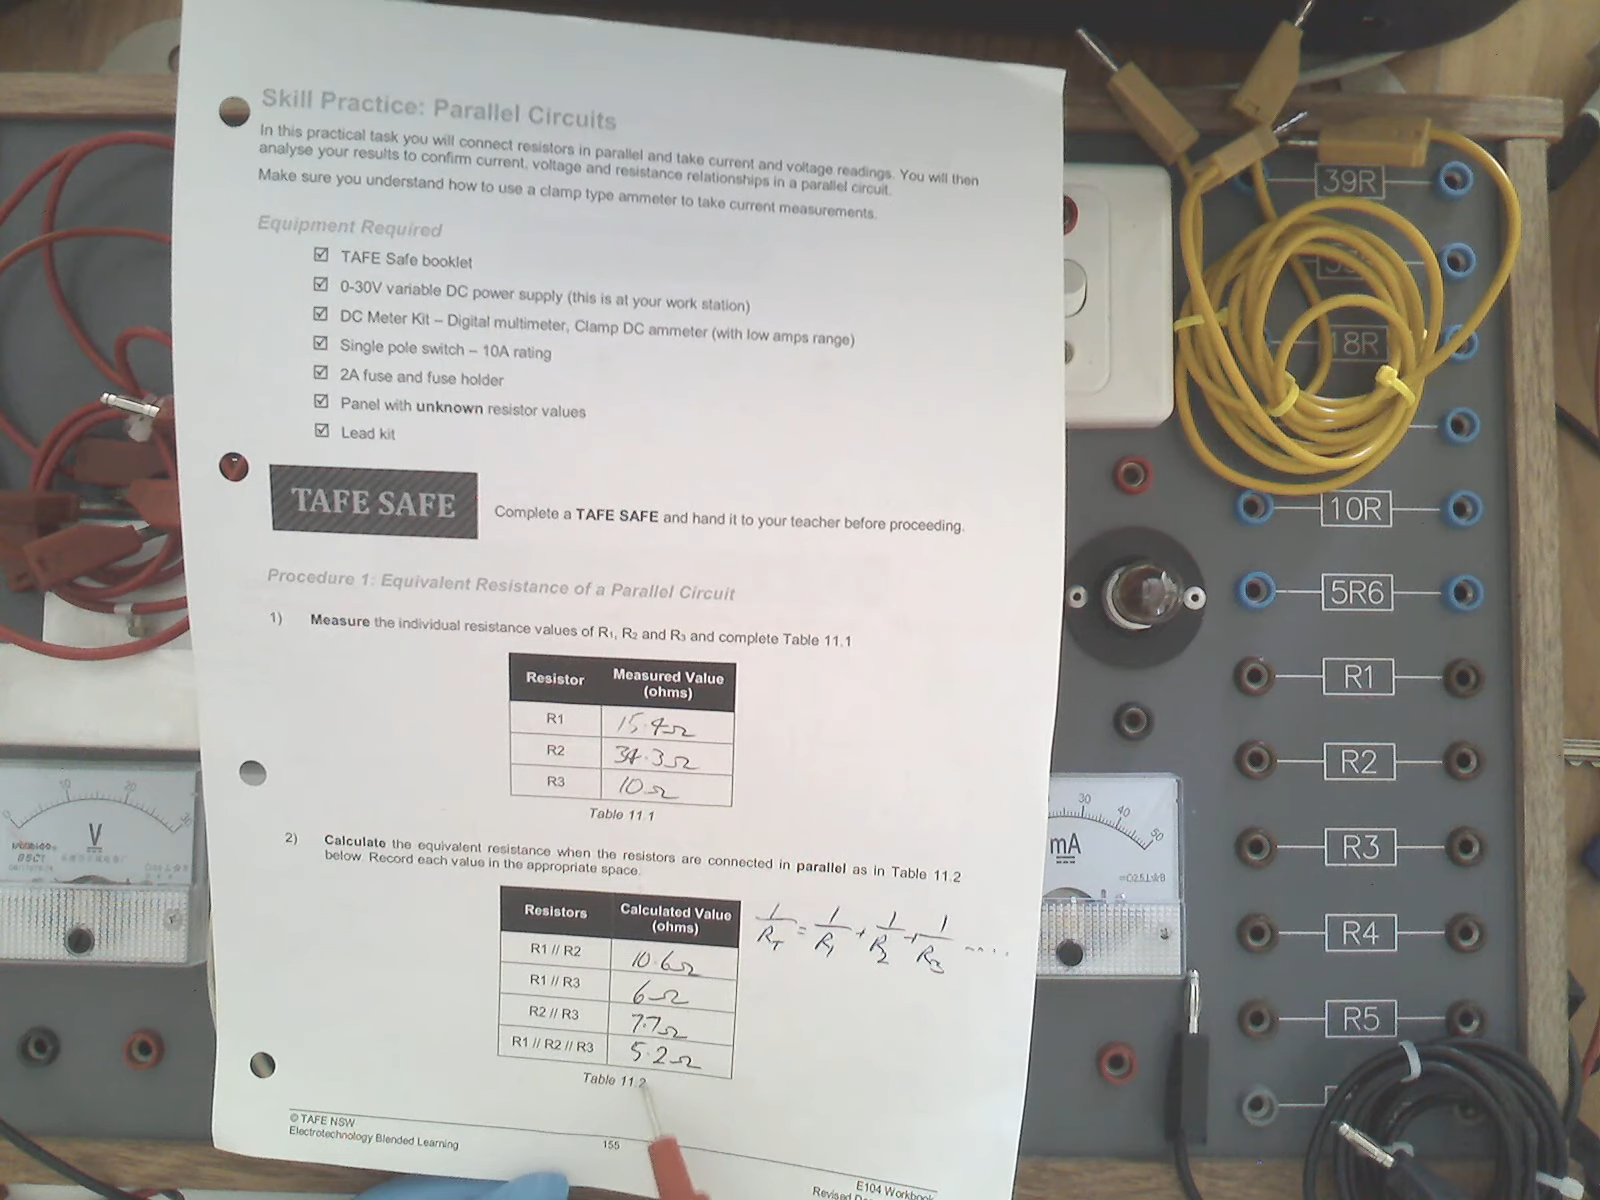 Skill Practice: Parallel Circuits
In this practical task you will connect resistors in parallel and take current and voltage readings. You will then
analyse your results to confirm current, voltage and resistance relationships in a parallel circuit.
Make sure you understand how to use a clamp type ammeter to take current measurements.
Equipment Required
☑ TAFE Safe booklet
☑ 0-30V variable DC power supply (this is at your work station)
☑ DC Meter Kit – Digital multimeter, Clamp DC ammeter (with low amps range)
☑ Single pole switch – 10A rating
☑ 2A fuse and fuse holder
☑ Panel with unknown resistor values
☑ Lead kit
TAFE SAFE
Complete a TAFE SAFE and hand it to your teacher before proceeding.
Procedure 1: Equivalent Resistance of a Parallel Circuit
1) Measure the individual resistance values of R1, R2 and R3 and complete Table 11.1
Resistor Measured Value (ohms)
R1 15.4Ω
R2 34.3Ω
R3 10Ω
Table 11.1
2) Calculate the equivalent resistance when the resistors are connected in parallel as in Table 11.2
below. Record each value in the appropriate space.
Resistors Calculated Value (ohms)
R1 // R2 10.6Ω
R1 // R3 6Ω
R2 // R3 7.7Ω
R1 // R2 // R3 5.2Ω
Table 11.2
1/RT = 1/R1 + 1/R2 + 1/R3 ....
© TAFE NSW
Electrotechnology Blended Learning
155
E104 Workbook
Revised
39R
18R
10R
5R6
R1
R2
R3
R4
R5
0 10 20 30
V
85C1
30 40 50
mA